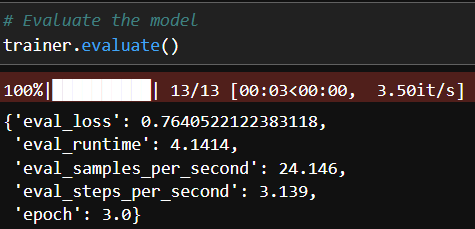 # Evaluate the model
trainer.evaluate()
100%|██████████| 13/13 [00:03<00:00,  3.50it/s]
{'eval_loss': 0.7640522122383118,
 'eval_runtime': 4.1414,
 'eval_samples_per_second': 24.146,
 'eval_steps_per_second': 3.139,
 'epoch': 3.0}